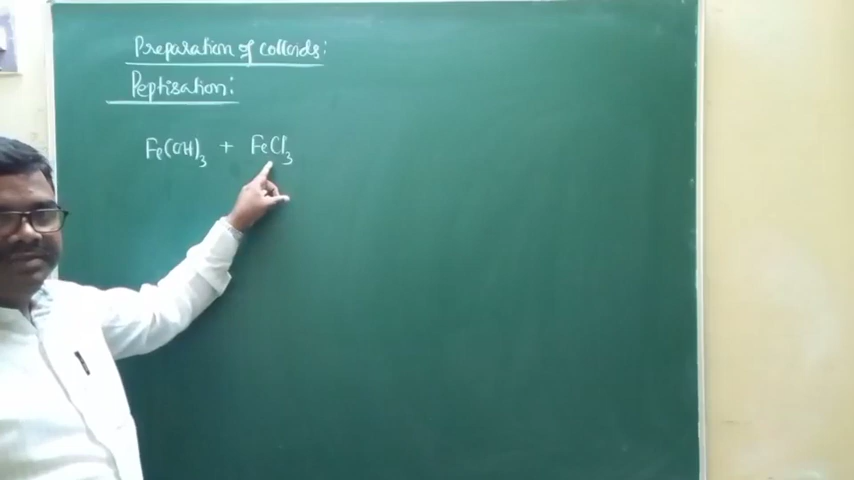 Preparation of colloids:
Peptisation:
Fe(OH)₃ + FeCl₃